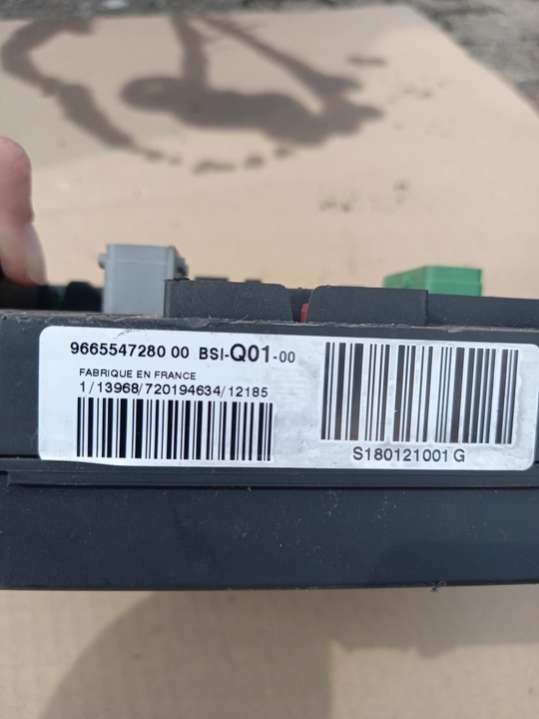 9665547280 00 BSI-Q01-00
FABRIQUE EN FRANCE
1/13968/720194634/12185
S180121001 G